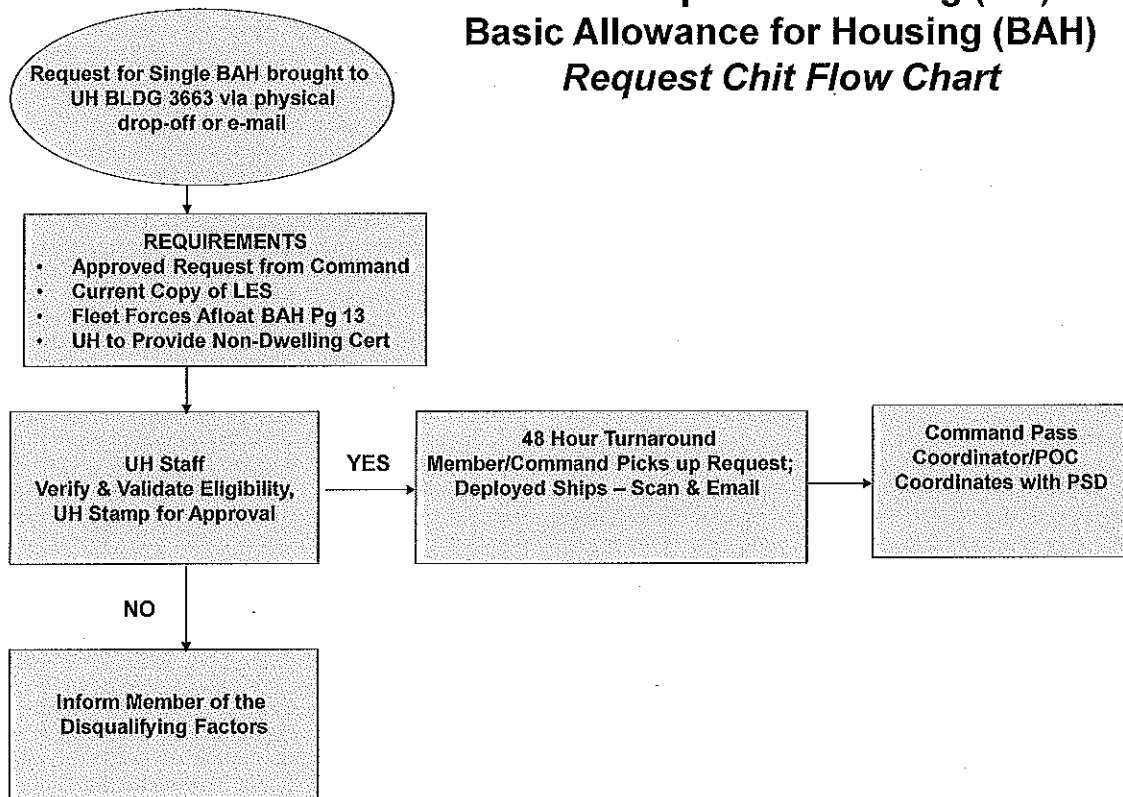 Basic Allowance for Housing (BAH)
Request Chit Flow Chart
Request for Single BAH brought to
UH BLDG 3663 via physical
drop-off or e-mail
REQUIREMENTS
• Approved Request from Command
• Current Copy of LES
• Fleet Forces Afloat BAH Pg 13
• UH to Provide Non-Dwelling Cert
UH Staff
Verify & Validate Eligibility,
UH Stamp for Approval
YES
48 Hour Turnaround
Member/Command Picks up Request;
Deployed Ships – Scan & Email
Command Pass
Coordinator/POC
Coordinates with PSD
NO
Inform Member of the
Disqualifying Factors